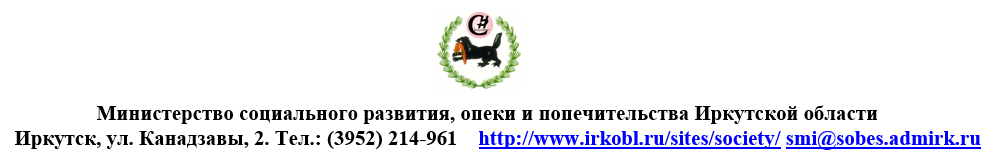 Министерство социального развития, опеки и попечительства Иркутской области
Иркутск, ул. Канадзавы, 2. Тел.: (3952) 214-961 http://www.irkobl.ru/sites/society/ smi@sobes.admirk.ru